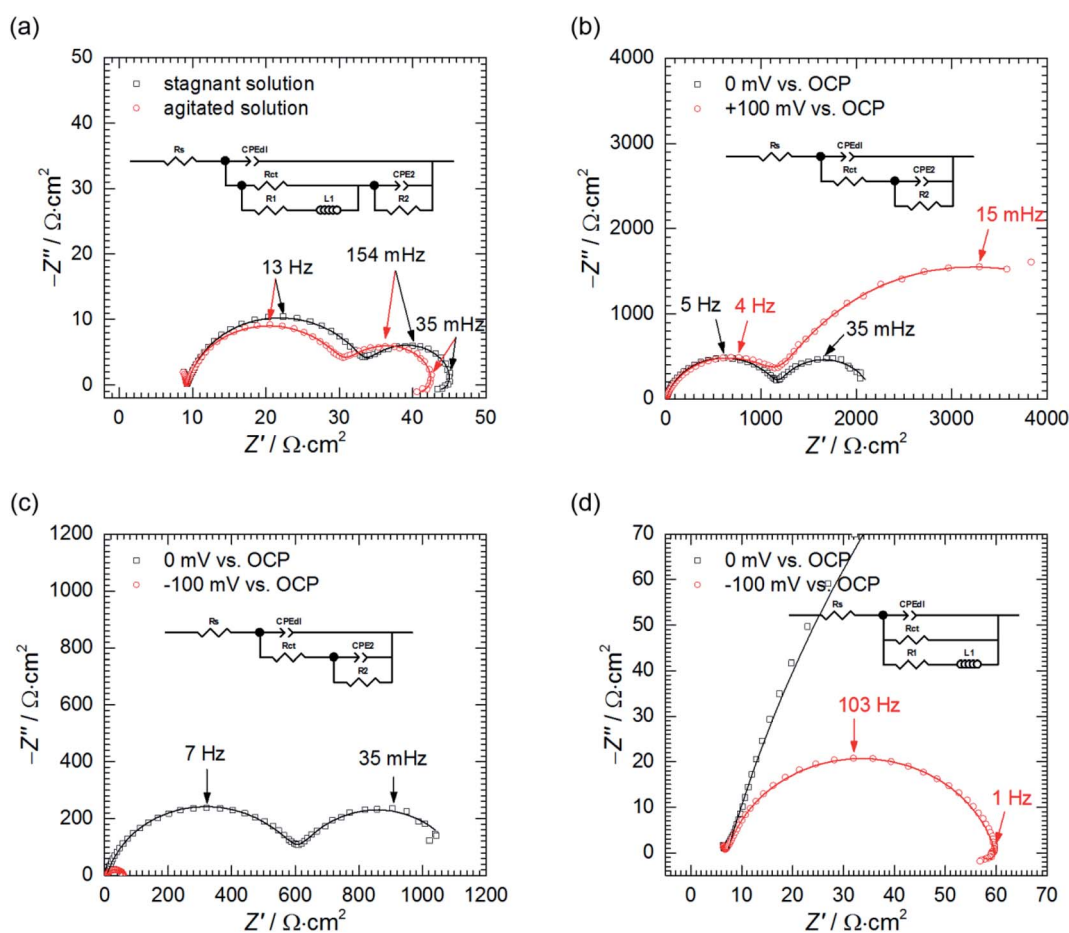 (a)
50
40
30
20
10
0
−Z″ / Ω·cm²
stagnant solution
agitated solution
Rs
CPEdl
Rct
CPE2
R1
L1
R2
13 Hz
154 mHz
35 mHz
0 10 20 30 40 50
Z′ / Ω·cm²
(b)
4000
3000
2000
1000
0
−Z″ / Ω·cm²
0 mV vs. OCP
+100 mV vs. OCP
Rs
CPEdl
Rct
CPE2
R2
15 mHz
5 Hz
4 Hz
35 mHz
0 1000 2000 3000 4000
Z′ / Ω·cm²
(c)
1200
1000
800
600
400
200
0
−Z″ / Ω·cm²
0 mV vs. OCP
-100 mV vs. OCP
Rs
CPEdl
Rct
CPE2
R2
7 Hz
35 mHz
0 200 400 600 800 1000 1200
Z′ / Ω·cm²
(d)
70
60
50
40
30
20
10
0
−Z″ / Ω·cm²
0 mV vs. OCP
-100 mV vs. OCP
Rs
CPEdl
Rct
R1
L1
103 Hz
1 Hz
0 10 20 30 40 50 60 70
Z′ / Ω·cm²